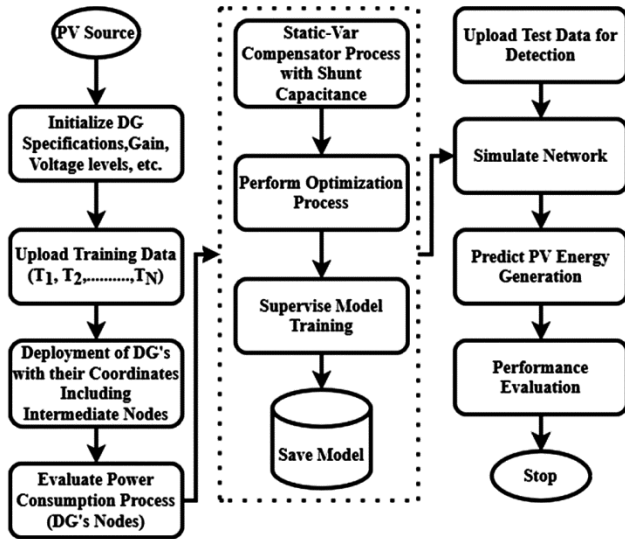 PV Source
Initialize DG
Specifications,Gain,
Voltage levels, etc.
Upload Training Data
(T1, T2,..........,TN)
Deployment of DG's
with their Coordinates
Including
Intermediate Nodes
Evaluate Power
Consumption Process
(DG's Nodes)
Static-Var
Compensator Process
with Shunt
Capacitance
Perform Optimization
Process
Supervise Model
Training
Save Model
Upload Test Data for
Detection
Simulate Network
Predict PV Energy
Generation
Performance
Evaluation
Stop